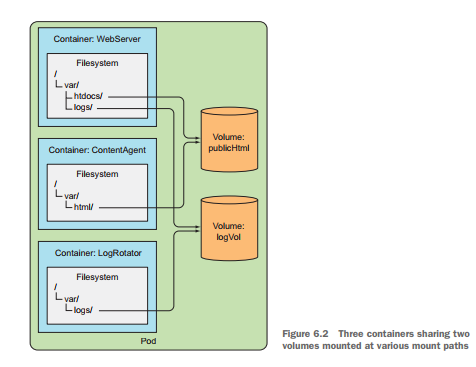 Container: WebServer
Filesystem
/
var/
htdocs/
logs/
Container: ContentAgent
Filesystem
/
var/
html/
Container: LogRotator
Filesystem
/
var/
logs/
Volume:
publicHtml
Volume:
logVol
Pod
Figure 6.2 Three containers sharing two
volumes mounted at various mount paths